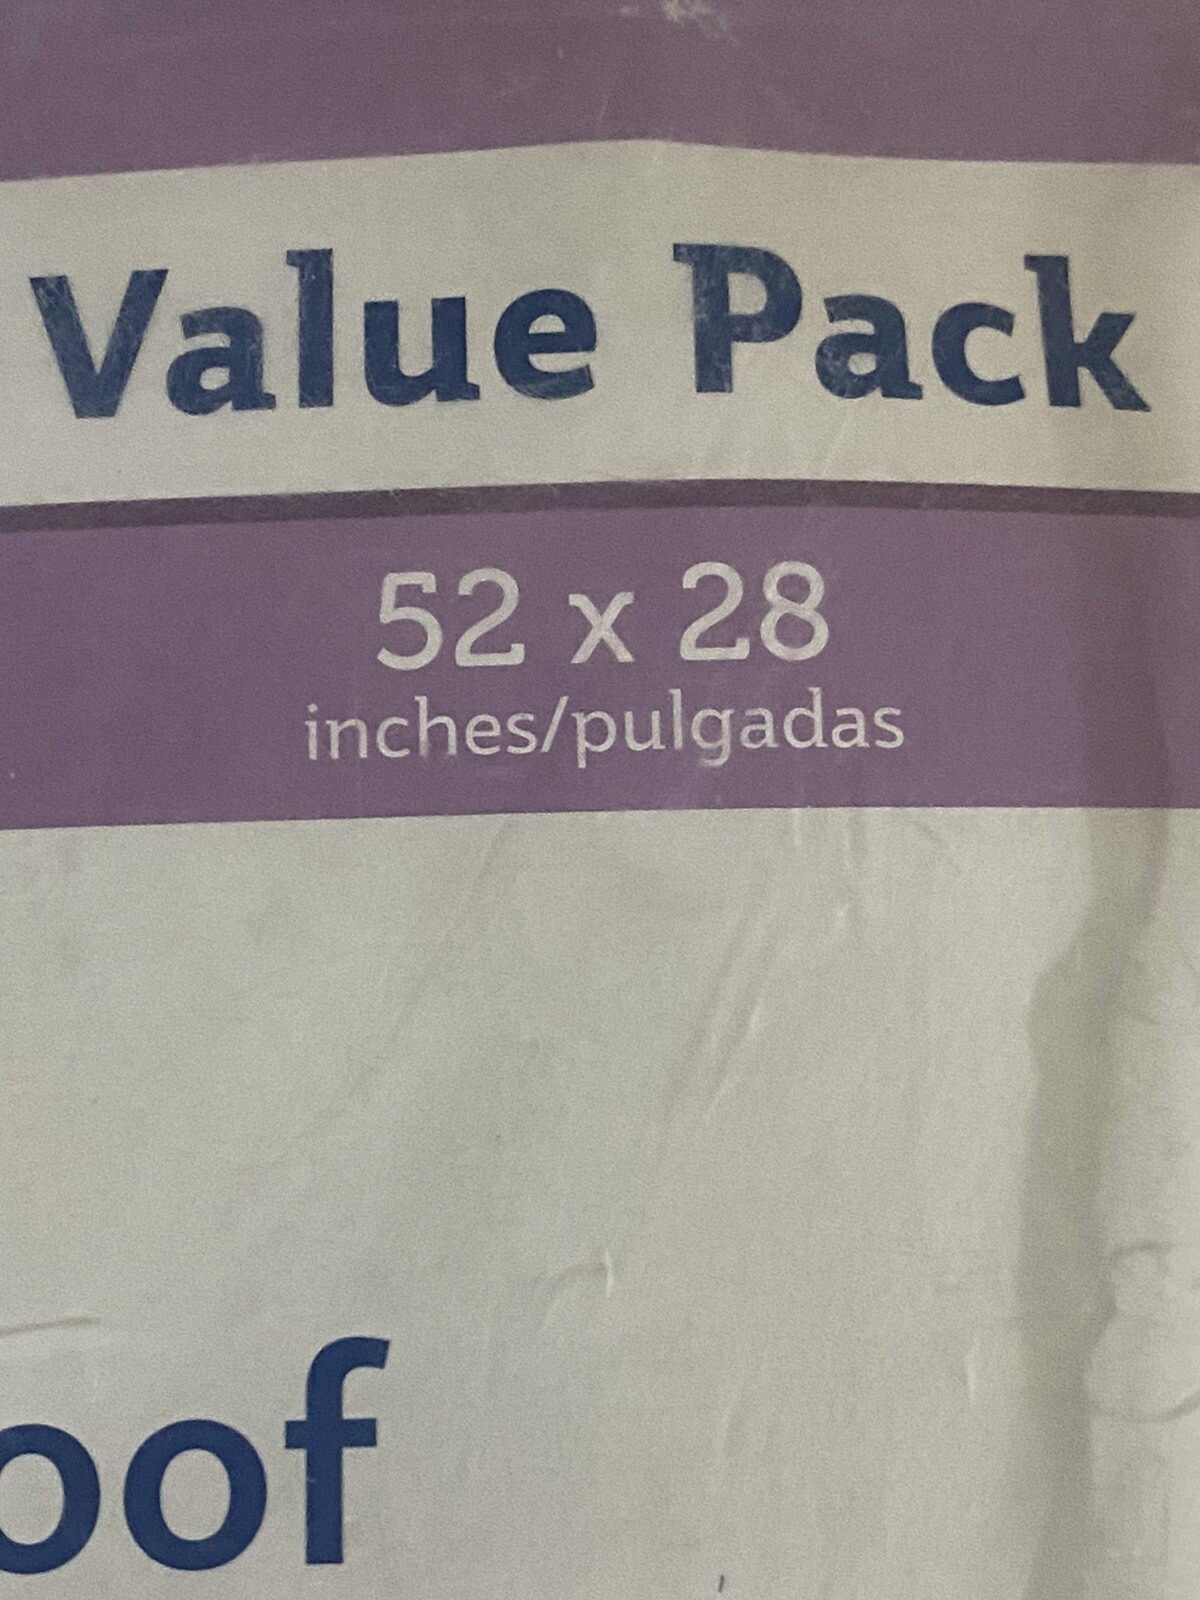 Value Pack
52 x 28
inches/pulgadas
oof